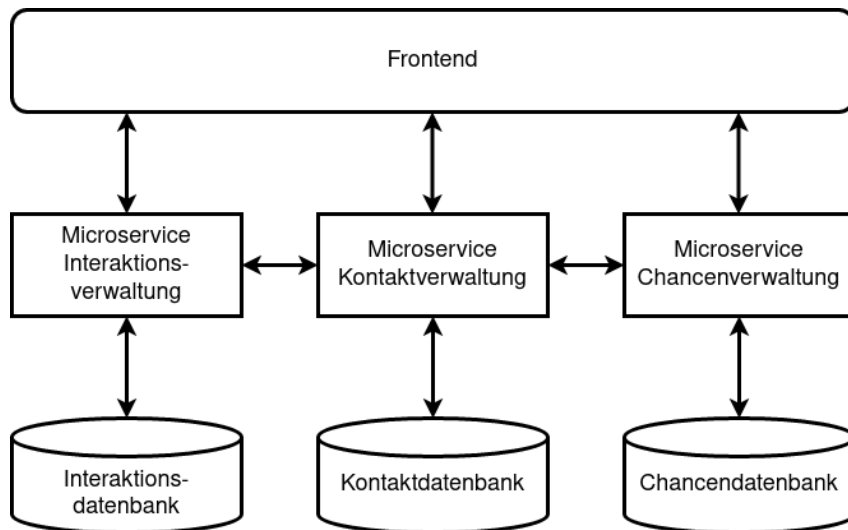 Frontend
Microservice
Interaktions-
verwaltung
Microservice
Kontaktverwaltung
Microservice
Chancenverwaltung
Interaktions-
datenbank
Kontaktdatenbank
Chancendatenbank